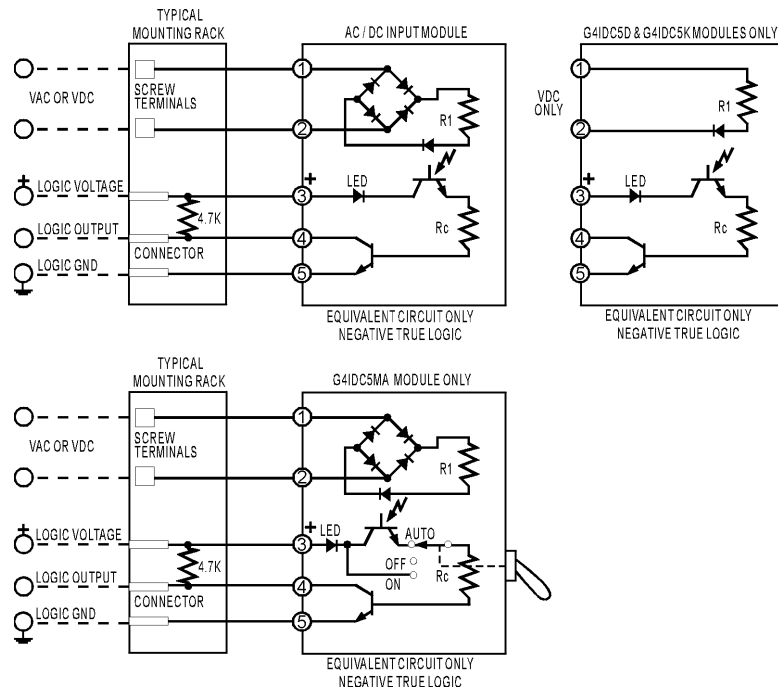 TYPICAL
MOUNTING RACK
AC / DC INPUT MODULE
G4IDC5D & G4IDC5K MODULES ONLY
VAC OR VDC
SCREW
TERMINALS
1
2
R1
+
LOGIC VOLTAGE
LOGIC OUTPUT
LOGIC GND
4.7K
CONNECTOR
+
LED
3
4
5
Rc
EQUIVALENT CIRCUIT ONLY
NEGATIVE TRUE LOGIC
1
VDC
ONLY
2
R1
+
LED
3
4
5
Rc
EQUIVALENT CIRCUIT ONLY
NEGATIVE TRUE LOGIC
TYPICAL
MOUNTING RACK
G4IDC5MA MODULE ONLY
VAC OR VDC
SCREW
TERMINALS
1
2
R1
+
LOGIC VOLTAGE
LOGIC OUTPUT
LOGIC GND
4.7K
CONNECTOR
+
LED
AUTO
OFF
ON
3
4
5
Rc
EQUIVALENT CIRCUIT ONLY
NEGATIVE TRUE LOGIC